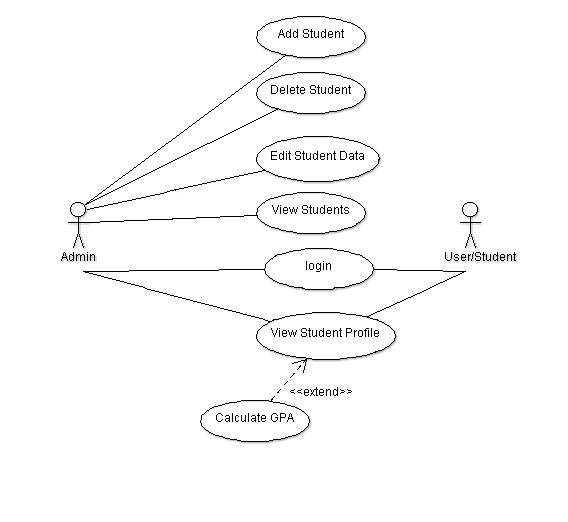 Add Student
Delete Student
Edit Student Data
View Students
Admin
User/Student
login
View Student Profile
<<extend>>
Calculate GPA